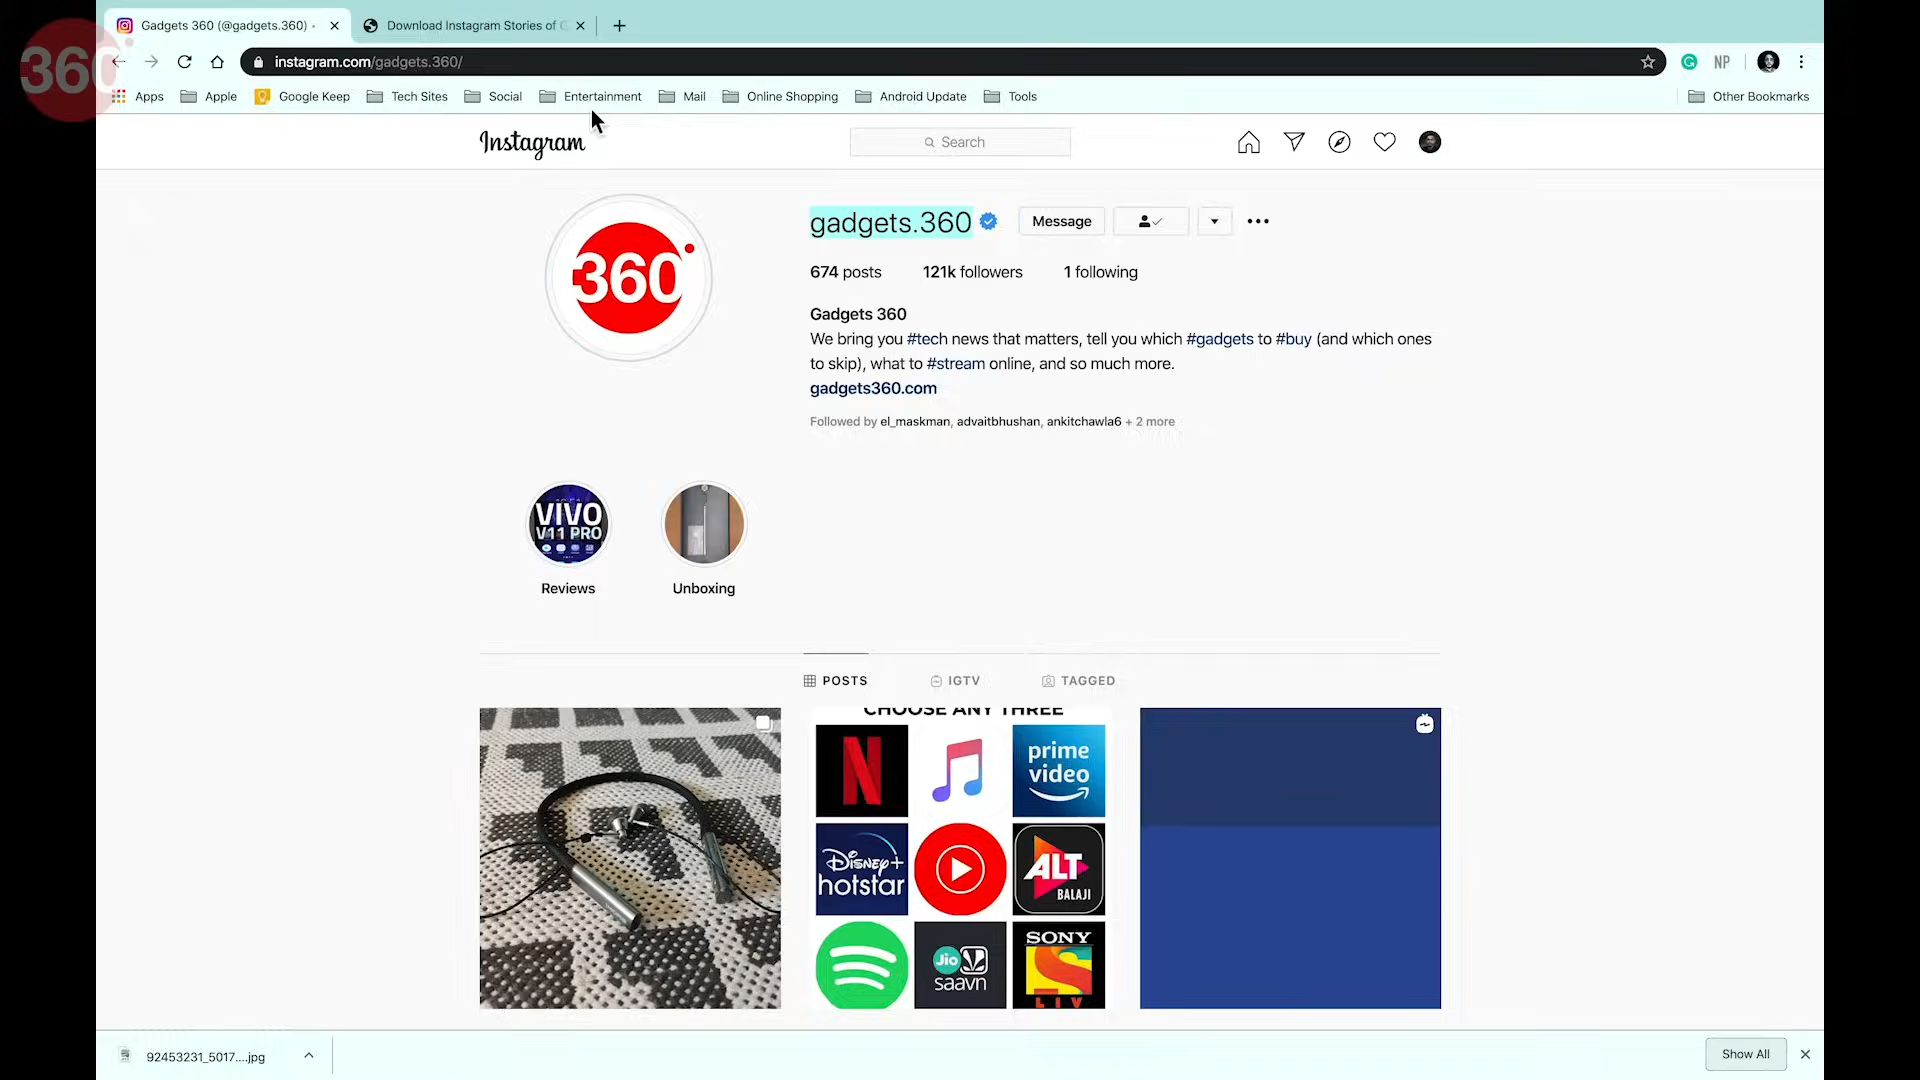 Gadgets 360 (@gadgets.360) •
Download Instagram Stories of
360
instagram.com/gadgets.360/
NP
Apps
Apple
Google Keep
Tech Sites
Social
Entertainment
Mail
Online Shopping
Android Update
Tools
Other Bookmarks
Instagram
Search
360
gadgets.360
Message
674 posts
121k followers
1 following
Gadgets 360
We bring you #tech news that matters, tell you which #gadgets to #buy (and which ones
to skip), what to #stream online, and so much more.
gadgets360.com
Followed by el_maskman, advaitbhushan, ankitchawla6 + 2 more
VIVO
V11 PRO
Reviews
Unboxing
POSTS
IGTV
TAGGED
CHOOSE ANY THREE
N
prime
video
Disney+
hotstar
ALT
BALAJI
Jio
saavn
SONY
LIV
92453231_5017....jpg
Show All